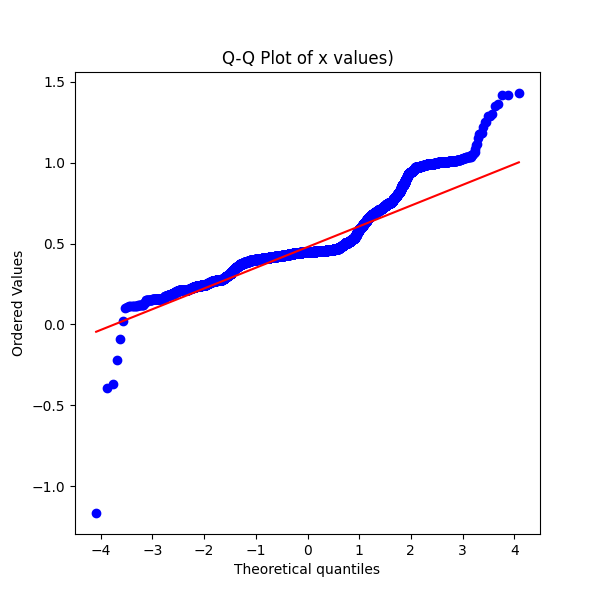 Q-Q Plot of x values)
Ordered Values
1.5
1.0
0.5
0.0
−0.5
−1.0
−4 −3 −2 −1 0 1 2 3 4
Theoretical quantiles